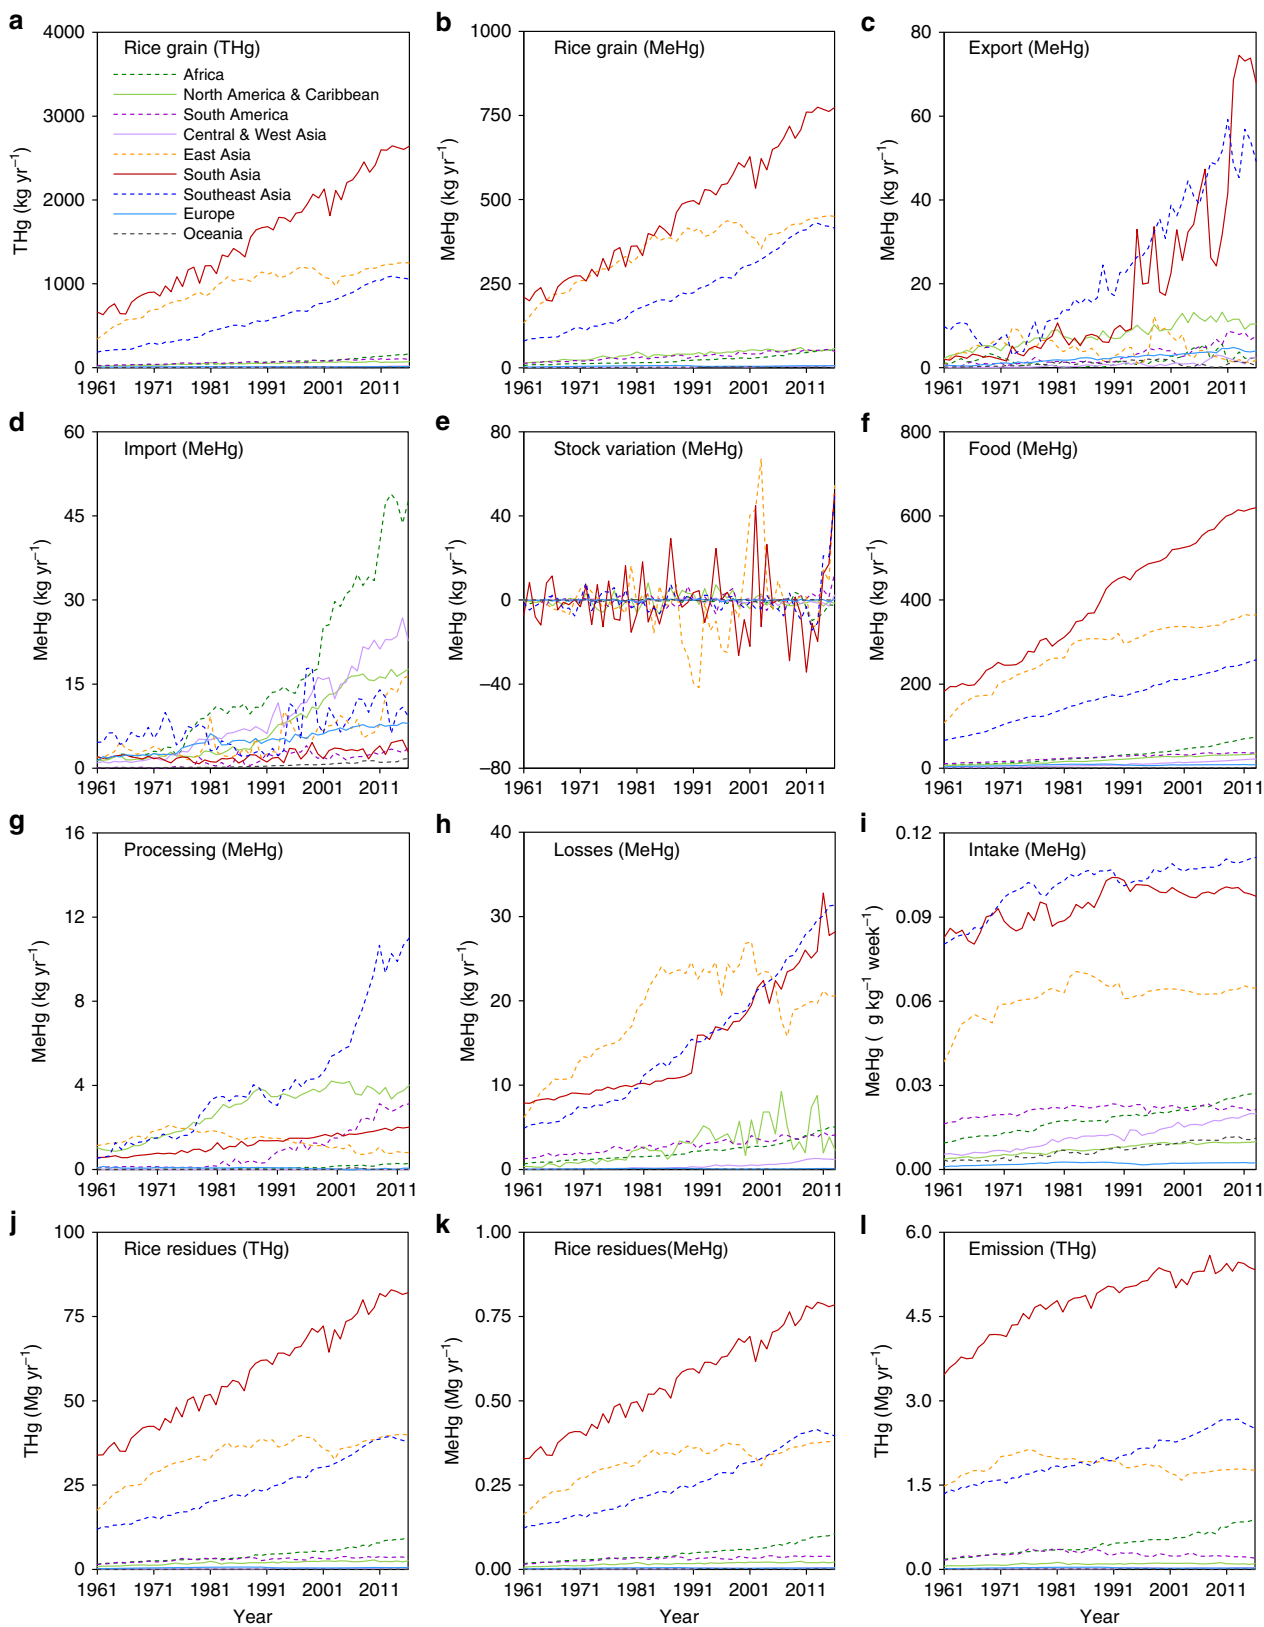 a
Rice grain (THg)
4000
3000
2000
1000
0
THg (kg yr−1)
Africa
North America & Caribbean
South America
Central & West Asia
East Asia
South Asia
Southeast Asia
Europe
Oceania
1961 1971 1981 1991 2001 2011
b
Rice grain (MeHg)
1000
750
500
250
0
MeHg (kg yr−1)
1961 1971 1981 1991 2001 2011
c
Export (MeHg)
80
60
40
20
0
MeHg (kg yr−1)
1961 1971 1981 1991 2001 2011
d
Import (MeHg)
60
45
30
15
0
MeHg (kg yr−1)
1961 1971 1981 1991 2001 2011
e
Stock variation (MeHg)
80
40
0
−40
−80
MeHg (kg yr−1)
1961 1971 1981 1991 2001 2011
f
Food (MeHg)
800
600
400
200
0
MeHg ( kg yr−1)
1961 1971 1981 1991 2001 2011
g
Processing (MeHg)
16
12
8
4
0
MeHg (kg yr−1)
1961 1971 1981 1991 2001 2011
h
Losses (MeHg)
40
30
20
10
0
MeHg (kg yr−1)
1961 1971 1981 1991 2001 2011
i
Intake (MeHg)
0.12
0.09
0.06
0.03
0.00
MeHg ( g kg−1 week−1)
1961 1971 1981 1991 2001 2011
j
Rice residues (THg)
100
75
50
25
0
THg (Mg yr−1)
1961 1971 1981 1991 2001 2011
Year
k
Rice residues(MeHg)
1.00
0.75
0.50
0.25
0.00
MeHg (Mg yr−1)
1961 1971 1981 1991 2001 2011
Year
l
Emission (THg)
6.0
4.5
3.0
1.5
0.0
THg (Mg yr−1)
1961 1971 1981 1991 2001 2011
Year